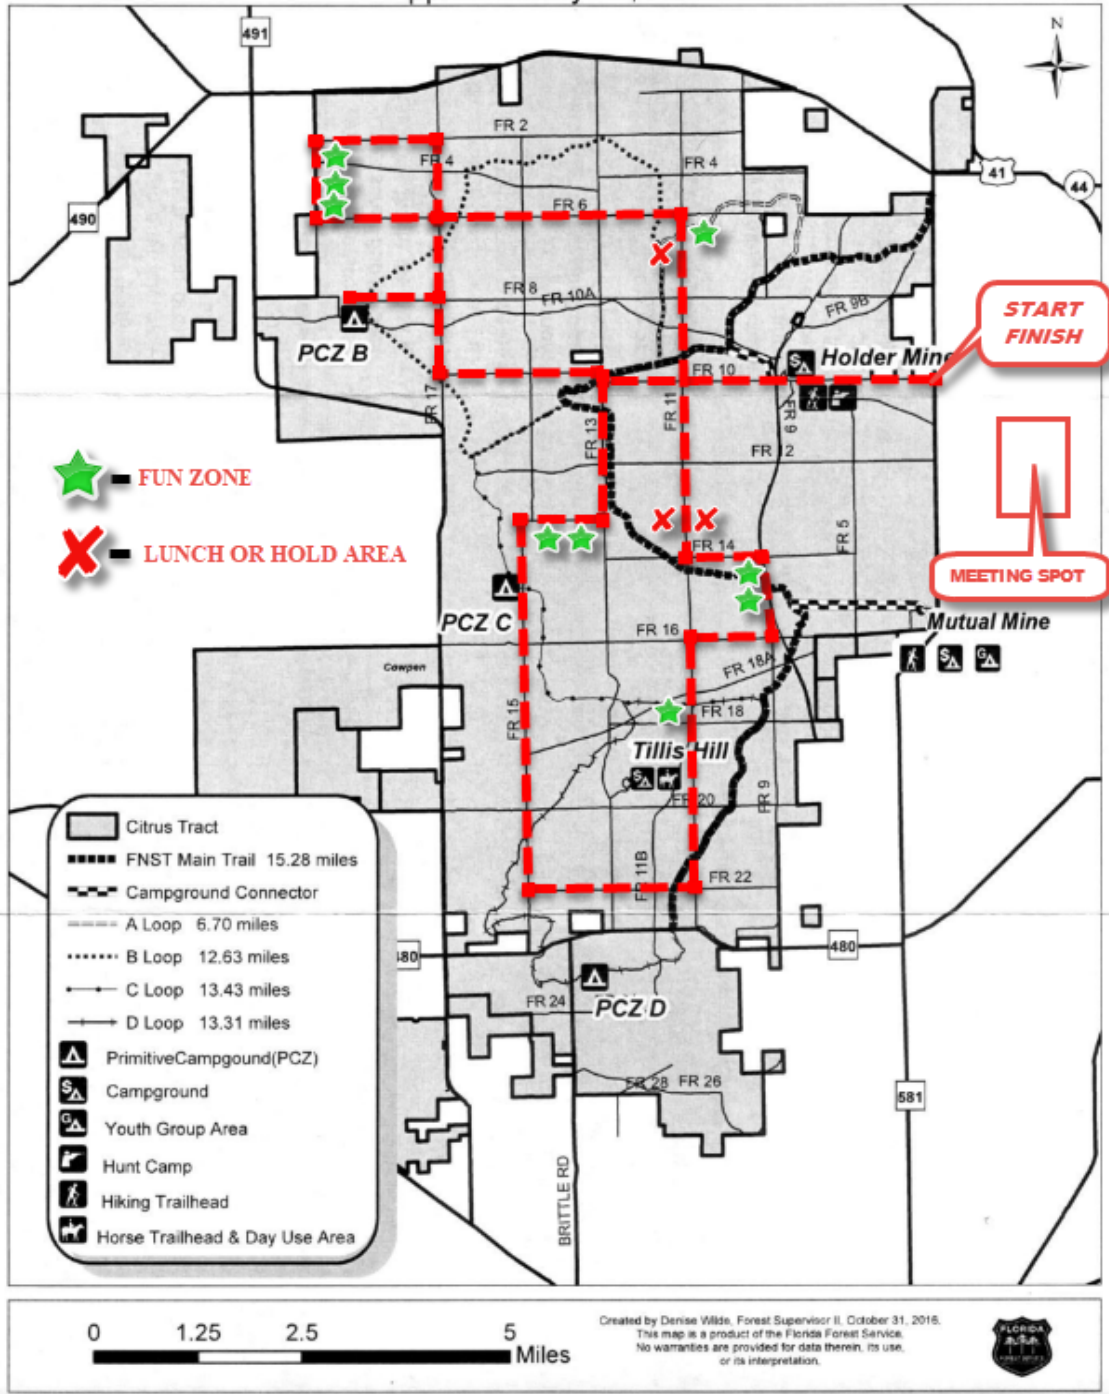 491
N
FR 2
FR 4
FR 4
41
44
490
FR 6
FR 8
FR 10A
FR 9B
START
FINISH
PCZ B
Holder Mine
FR 10
FR 17
FR 11
FR 9
FR 13
FR 12
FUN ZONE
LUNCH OR HOLD AREA
FR 14
FR 5
MEETING SPOT
PCZ C
FR 16
Mutual Mine
Cowpen
FR 18A
FR 15
FR 18
Tillis Hill
FR 20
FR 9
FR 11B
FR 22
Citrus Tract
FNST Main Trail 15.28 miles
Campground Connector
A Loop 6.70 miles
B Loop 12.63 miles
C Loop 13.43 miles
D Loop 13.31 miles
PrimitiveCampgound(PCZ)
Campground
Youth Group Area
Hunt Camp
Hiking Trailhead
Horse Trailhead & Day Use Area
480
480
FR 24
PCZ D
FR 28 FR 26
581
BRITTLE RD
0 1.25 2.5 5
Miles
Created by Denise Wilde, Forest Supervisor II, October 31, 2016.
This map is a product of the Florida Forest Service.
No warranties are provided for data therein, its use,
or its interpretation.
FLORIDA